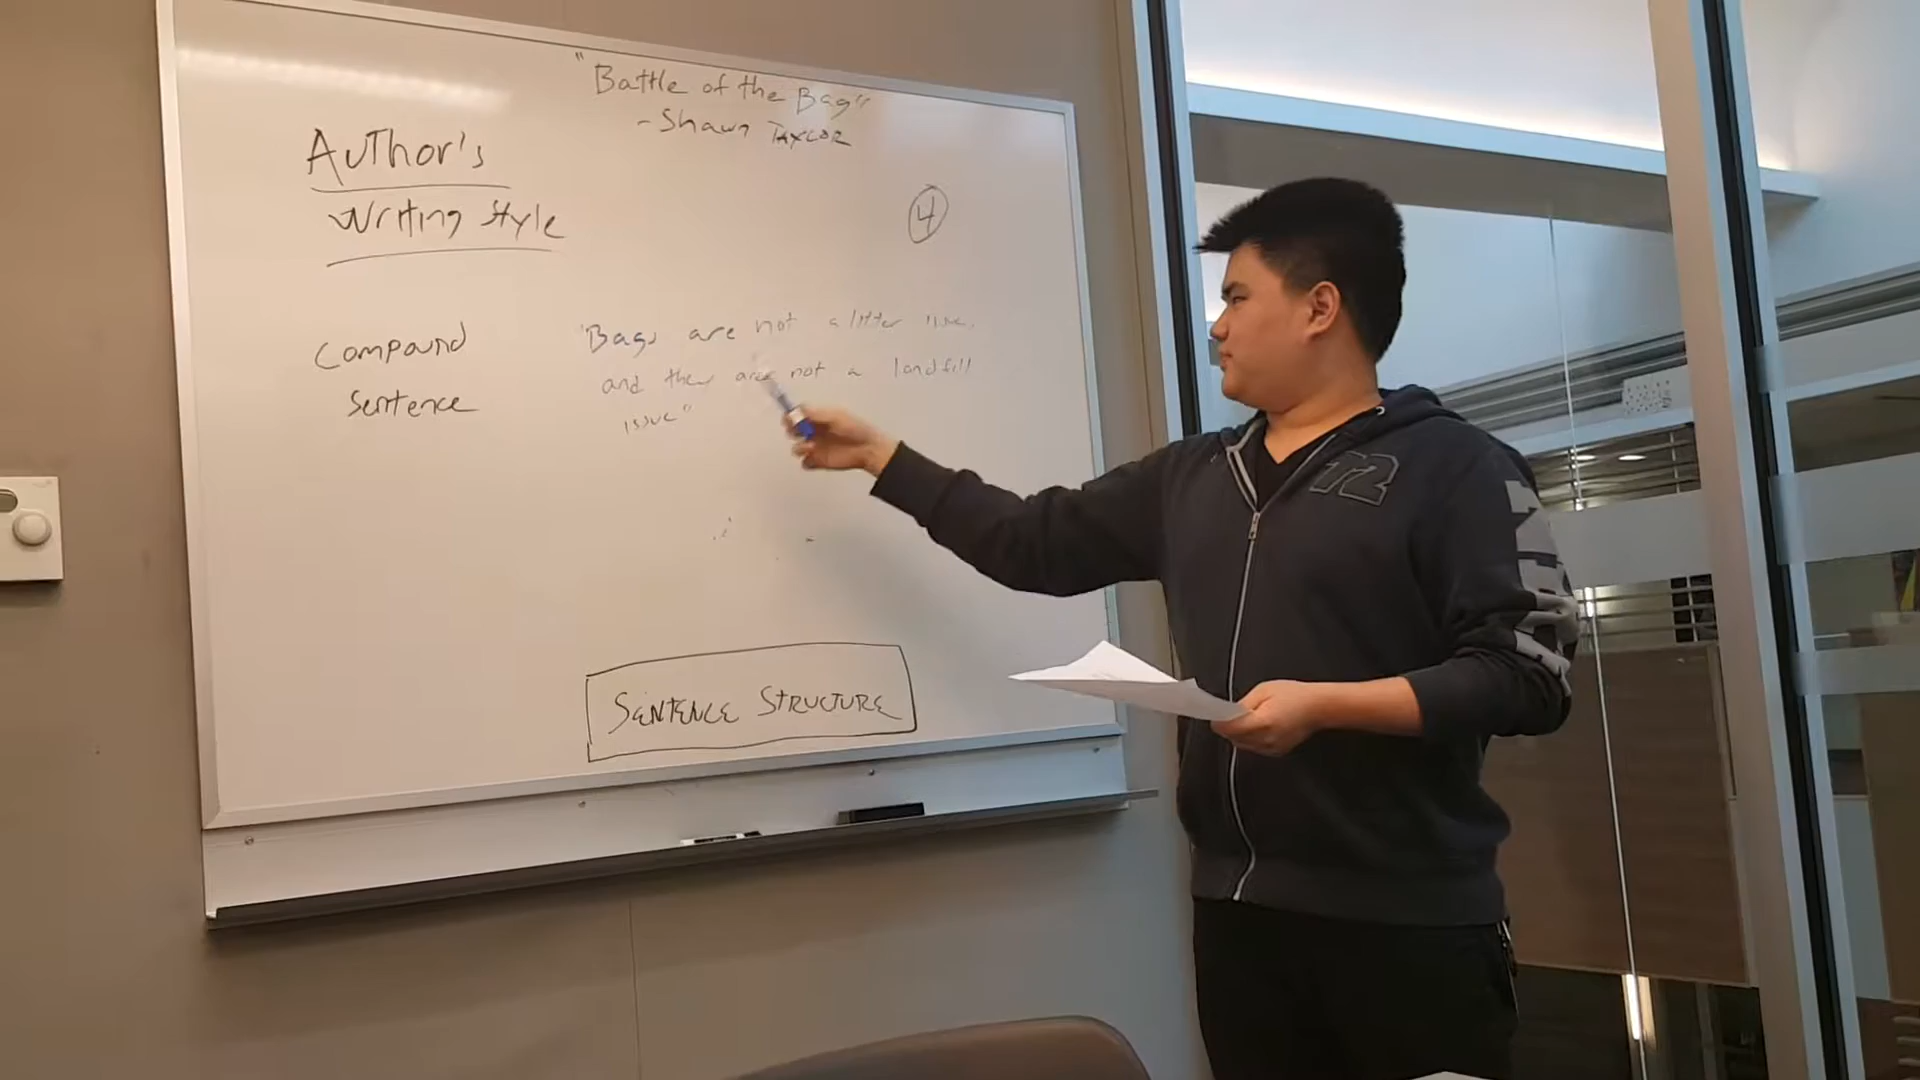 "Battle of the Bags"
- Shawn TAYLOR
AuThor's
Writing Style
4
Compound
Sentence
"Bags are not a litter issue,
and they are not a landfill
issue"
SENTENCE STRUCTURE
72